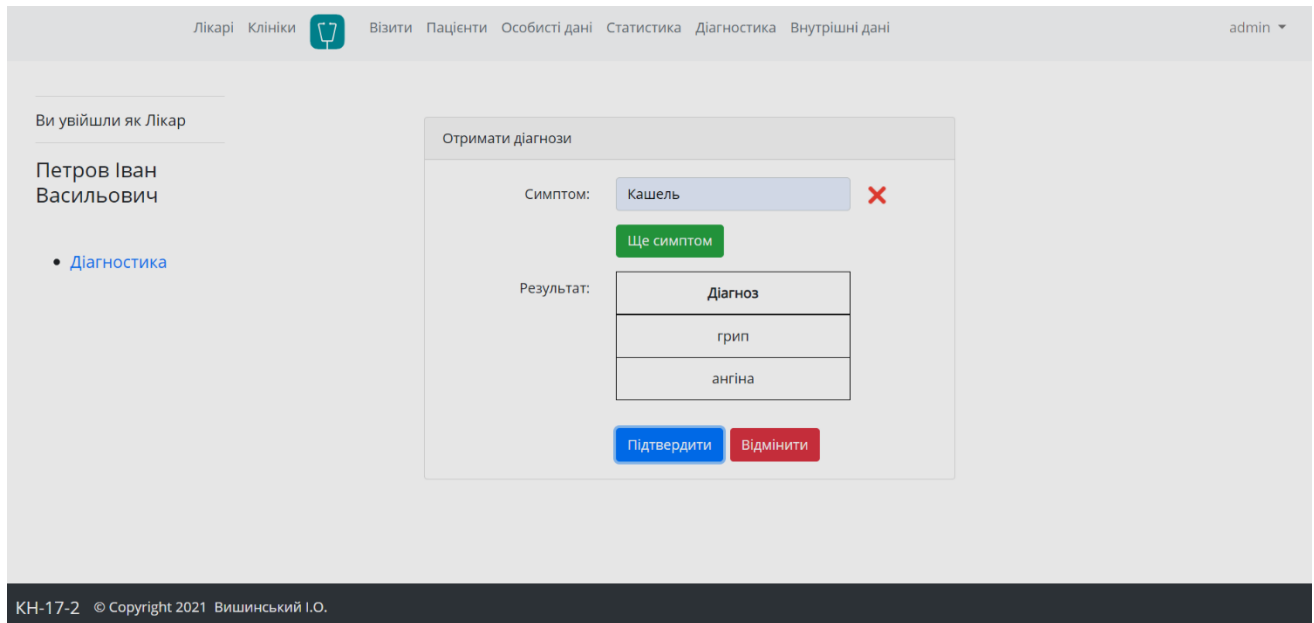 Лікарі Клініки Візити Пацієнти Особисті дані Статистика Діагностика Внутрішні дані admin
Ви увійшли як Лікар
Петров Іван
Васильович
Діагностика
Отримати діагнози
Симптом: Кашель
Ще симптом
Результат: Діагноз
грип
ангіна
Підтвердити Відмінити
КН-17-2 © Copyright 2021 Вишинський І.О.